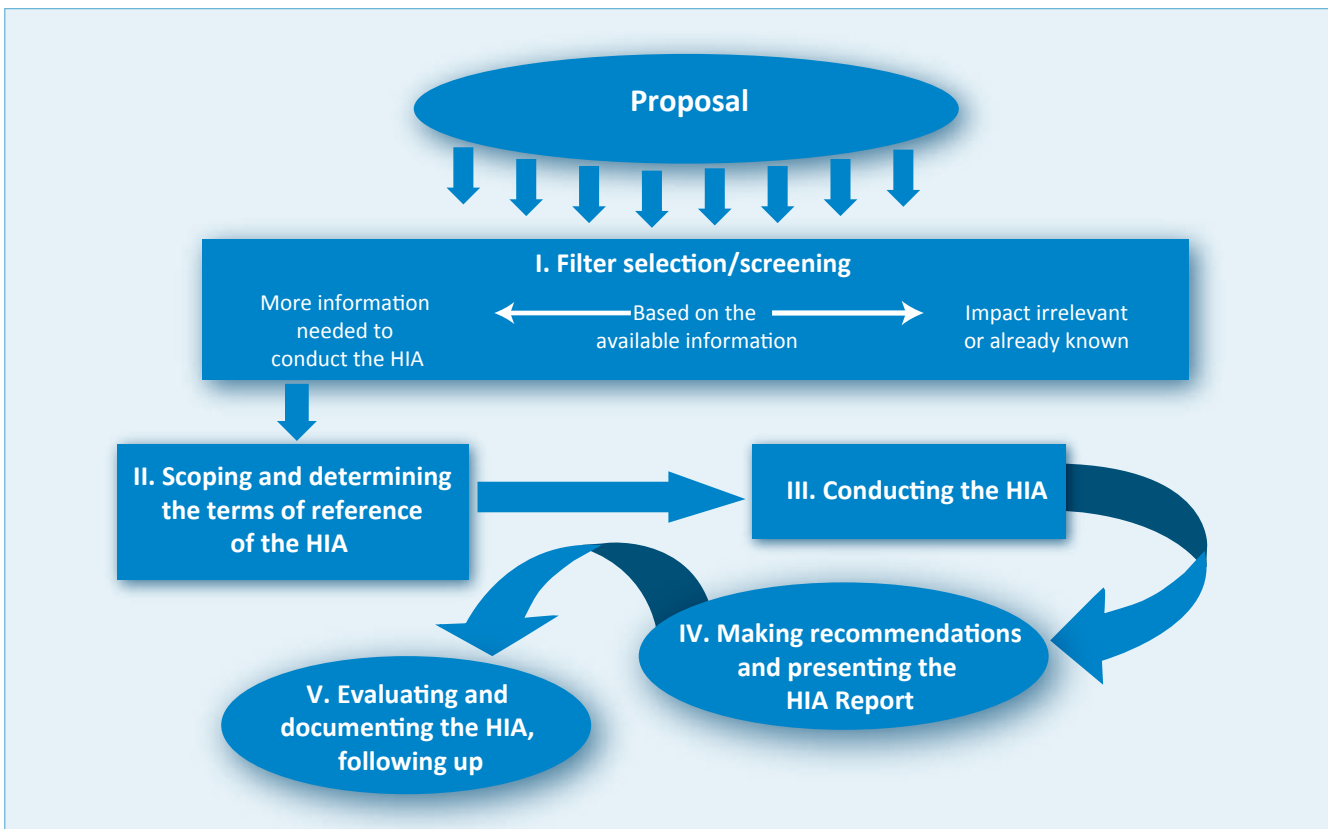 Proposal
I. Filter selection/screening
More information
needed to
conduct the HIA
Based on the
available information
Impact irrelevant
or already known
II. Scoping and determining
the terms of reference
of the HIA
III. Conducting the HIA
IV. Making recommendations
and presenting the
HIA Report
V. Evaluating and
documenting the HIA,
following up